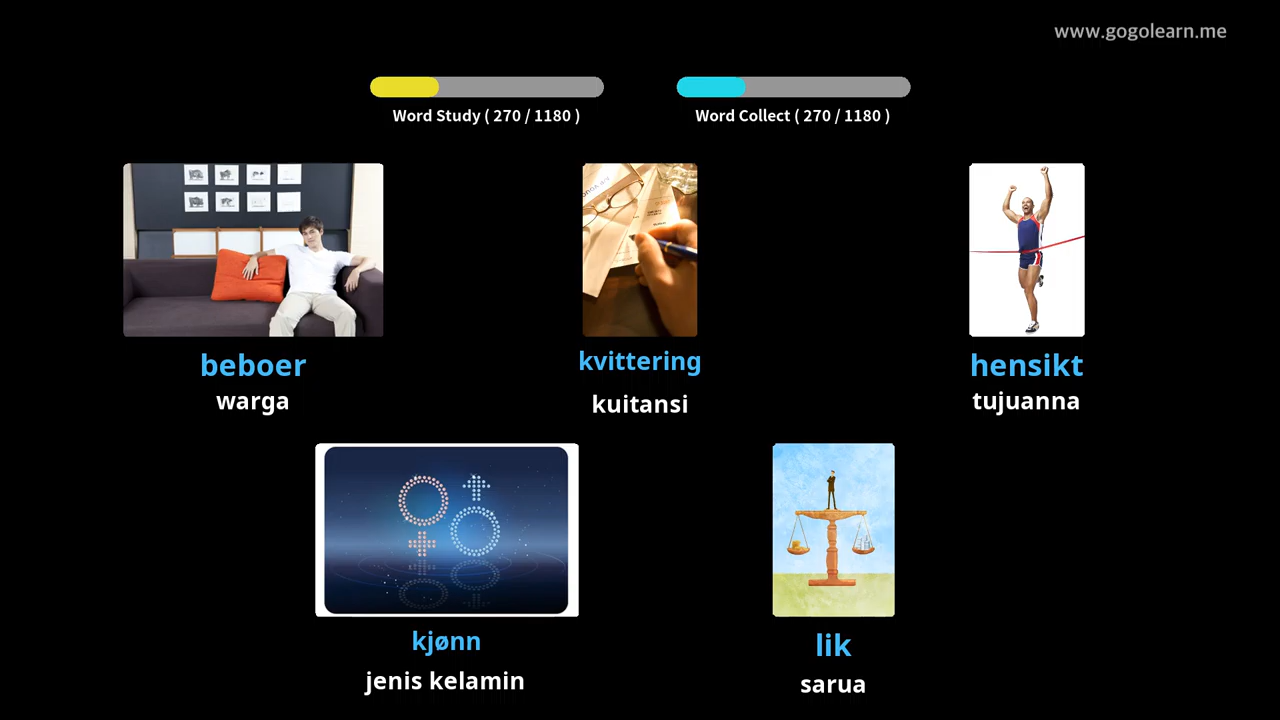 www.gogolearn.me
Word Study ( 270 / 1180 )
Word Collect ( 270 / 1180 )
beboer
warga
kvittering
kuitansi
hensikt
tujuanna
kjønn
jenis kelamin
lik
sarua